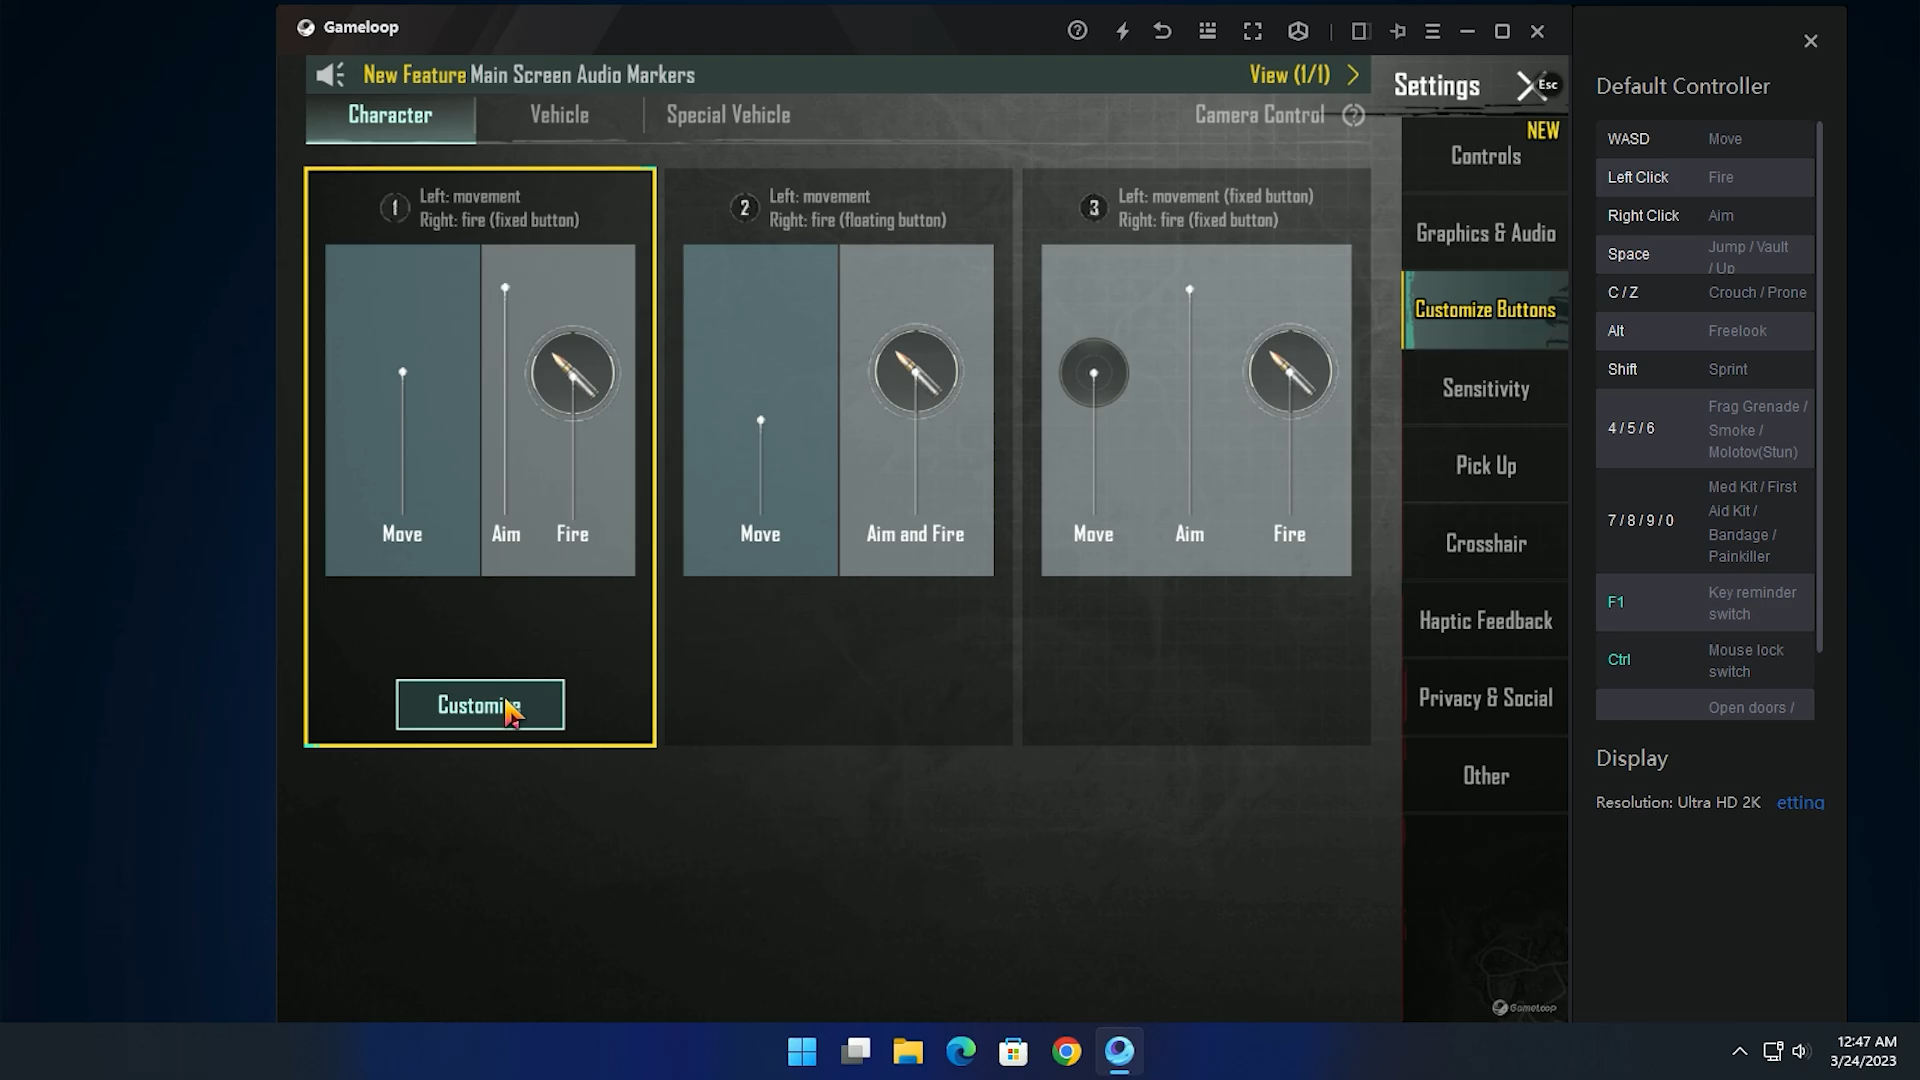 Gameloop
New Feature Main Screen Audio Markers
View (1/1)
Settings
Esc
Character
Vehicle
Special Vehicle
Camera Control
1
Left: movement
Right: fire (fixed button)
Move
Aim
Fire
Customize
2
Left: movement
Right: fire (floating button)
Move
Aim and Fire
3
Left: movement (fixed button)
Right: fire (fixed button)
Move
Aim
Fire
NEW
Controls
Graphics & Audio
Customize Buttons
Sensitivity
Pick Up
Crosshair
Haptic Feedback
Privacy & Social
Other
GameLoop
Default Controller
WASD Move
Left Click Fire
Right Click Aim
Space Jump / Vault
/ Up
C / Z Crouch / Prone
Alt Freelook
Shift Sprint
4 / 5 / 6 Frag Grenade /
Smoke /
Molotov(Stun)
7 / 8 / 9 / 0 Med Kit / First
Aid Kit /
Bandage /
Painkiller
F1 Key reminder
switch
Ctrl Mouse lock
switch
Open doors /
Display
Resolution: Ultra HD 2K etting
12:47 AM
3/24/2023